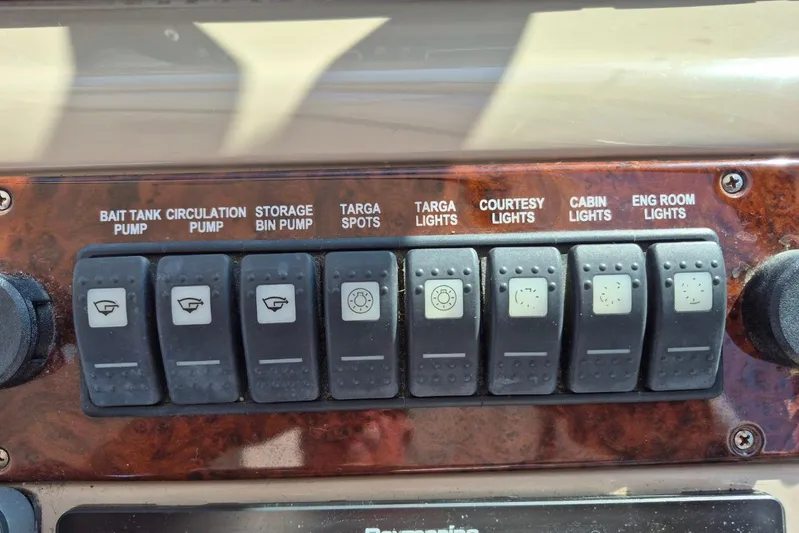 BAIT TANK
PUMP
CIRCULATION
PUMP
STORAGE
BIN PUMP
TARGA
SPOTS
TARGA
LIGHTS
COURTESY
LIGHTS
CABIN
LIGHTS
ENG ROOM
LIGHTS